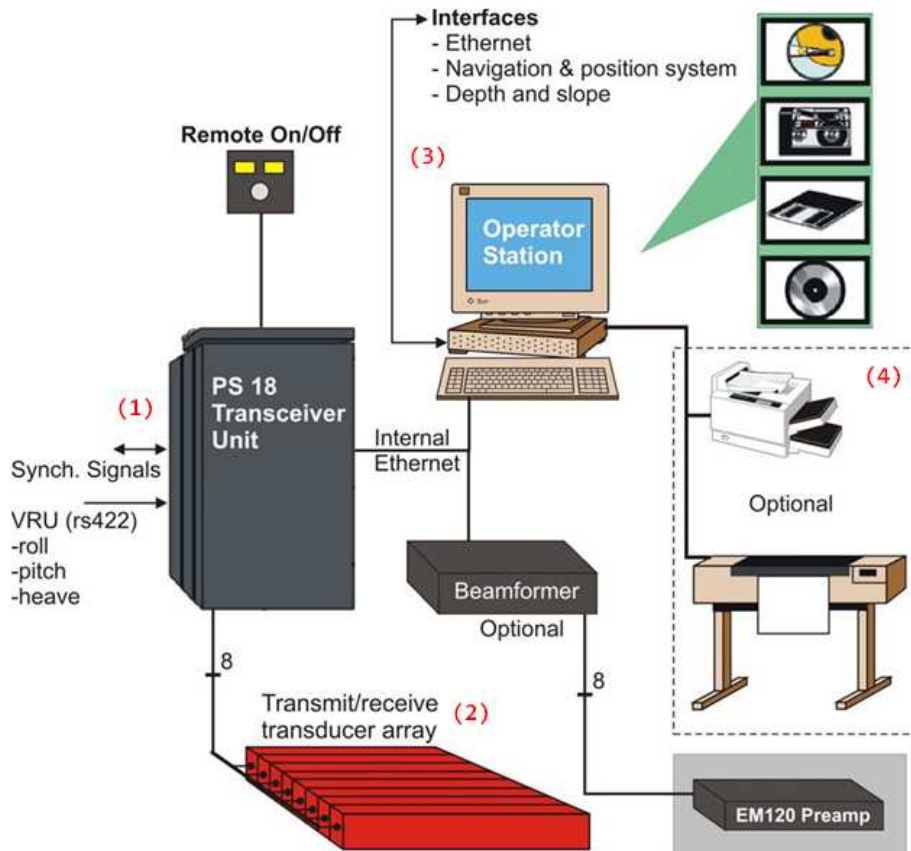 Interfaces
- Ethernet
- Navigation & position system
- Depth and slope
Remote On/Off
(3)
Operator
Station
Sun
(4)
PS 18
Transceiver
Unit
(1)
Synch. Signals
Internal
Ethernet
VRU (rs422)
-roll
-pitch
-heave
Optional
Beamformer
Optional
8
8
Transmit/receive
transducer array
(2)
EM120 Preamp